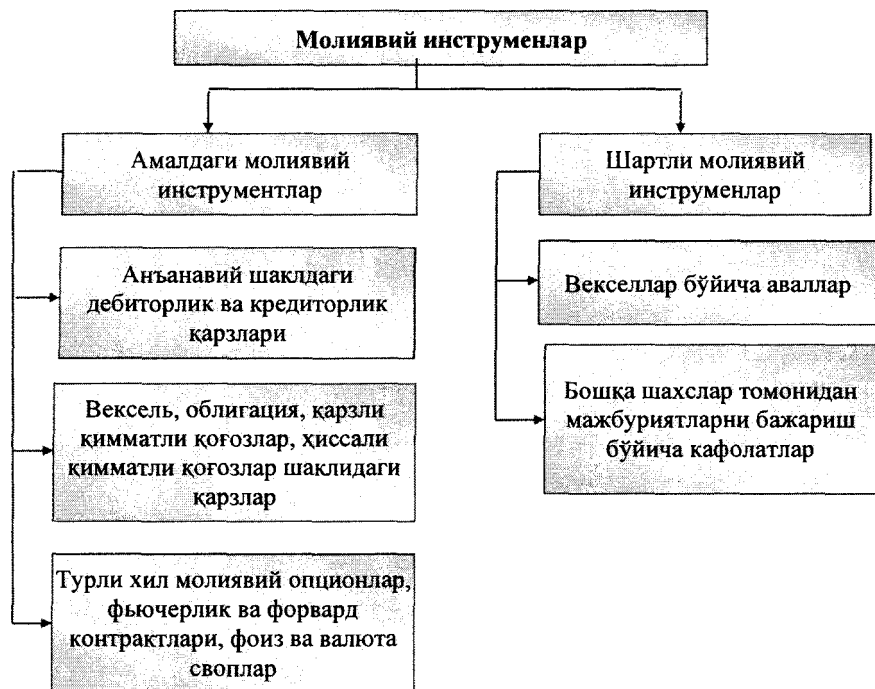 Молиявий инструменлар
Амалдаги молиявий
инструментлар
Анъанавий шаклдаги
дебиторлик ва кредиторлик
қарзлари
Вексель, облигация, қарзли
қимматли қоғозлар, ҳиссали
қимматли қоғозлар шаклидаги
қарзлар
Турли хил молиявий опционлар,
фьючерлик ва форвард
контрактлари, фоиз ва валюта
своплар
Шартли молиявий
инструменлар
Векселлар бўйича аваллар
Бошқа шахслар томонидан
мажбуриятларни бажариш
бўйича кафолатлар